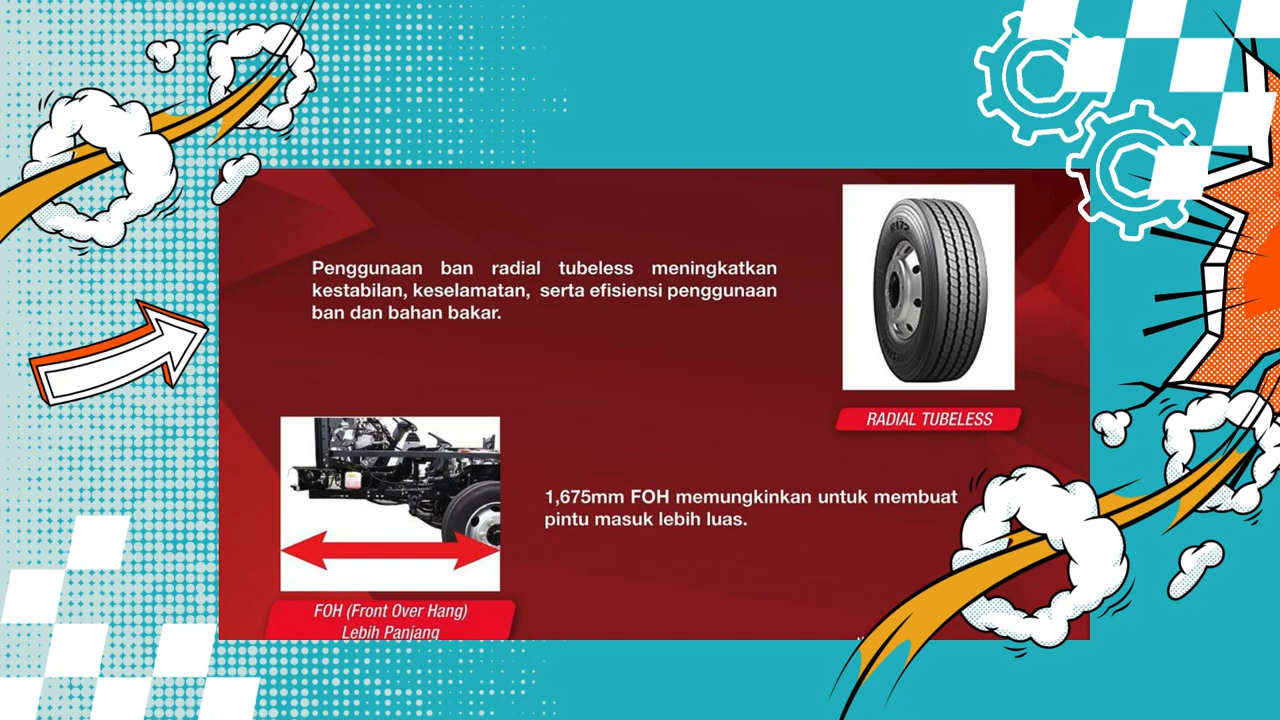 Penggunaan ban radial tubeless meningkatkan
kestabilan, keselamatan, serta efisiensi penggunaan
ban dan bahan bakar.
R172
RADIAL TUBELESS
1,675mm FOH memungkinkan untuk membuat
pintu masuk lebih luas.
FOH (Front Over Hang)
Lebih Panjang